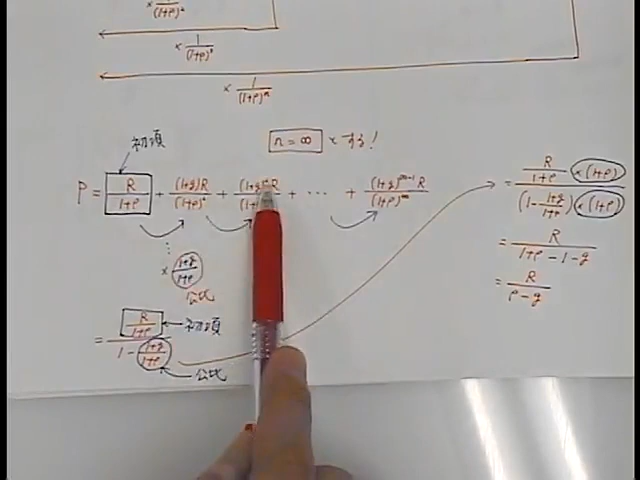 × 1/(1+ρ)²
× 1/(1+ρ)³
× 1/(1+ρ)ⁿ
初項
n=∞ とする!
P = R/(1+ρ) + (1+g)R/(1+ρ)² + (1+g)²R/(1+ + ⋯ + (1+g)ⁿ⁻¹R/(1+ρ)ⁿ
× (1+g)/(1+ρ)
公比
= R/(1+ρ) ← 初項
1 − (1+g)/(1+ρ) ← 公比
= R/(1+ρ) ×(1+ρ)
(1 − (1+g)/(1+ρ)) ×(1+ρ)
= R/(1+ρ−1−g)
= R/(ρ−g)